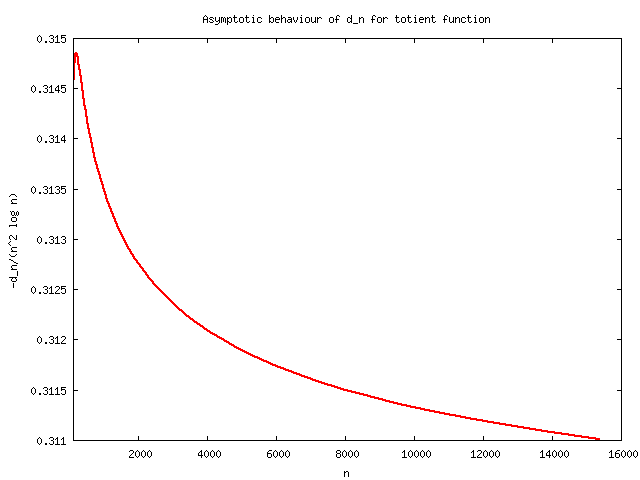 Asymptotic behaviour of d_n for totient function
0.315
0.3145
0.314
0.3135
0.313
0.3125
0.312
0.3115
0.311
-d_n/(n^2 log n)
2000 4000 6000 8000 10000 12000 14000 16000
n